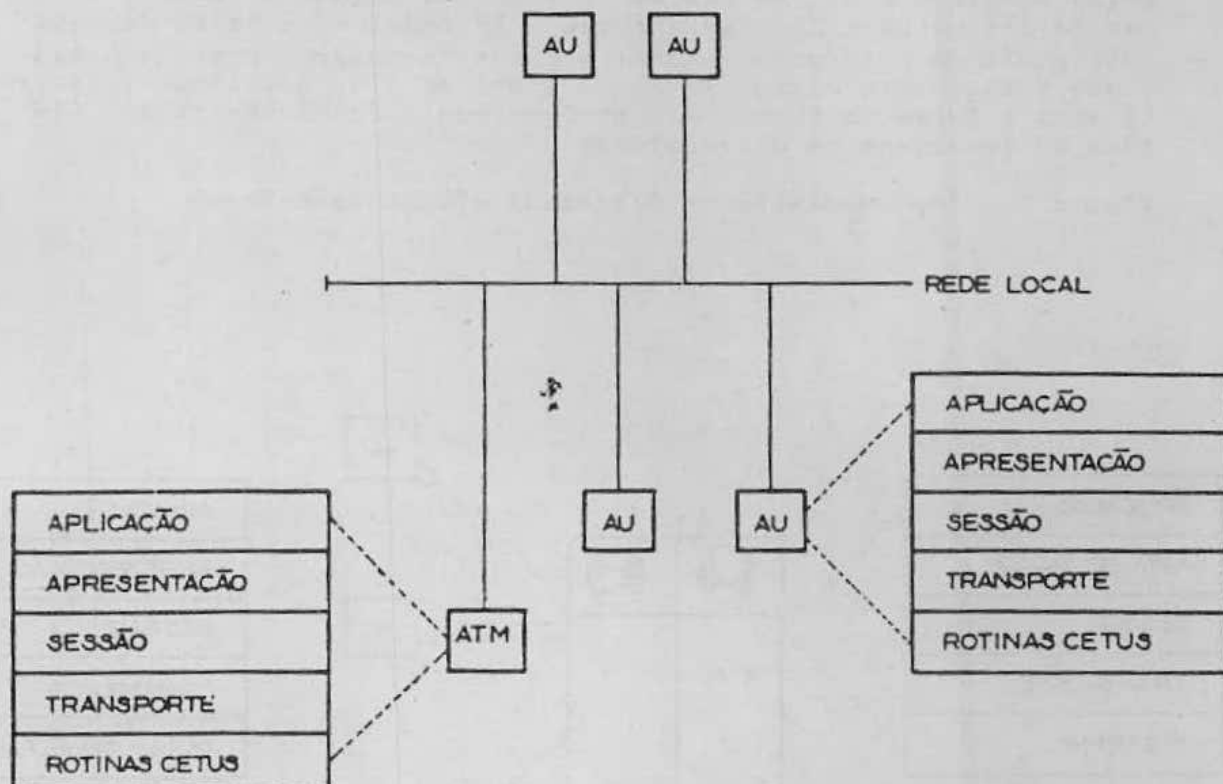 AU
AU
REDE LOCAL
APLICAÇÃO
APRESENTAÇÃO
SESSÃO
TRANSPORTE
ROTINAS CETUS
AU
AU
APLICAÇÃO
APRESENTAÇÃO
SESSÃO
TRANSPORTE
ROTINAS CETUS
ATM